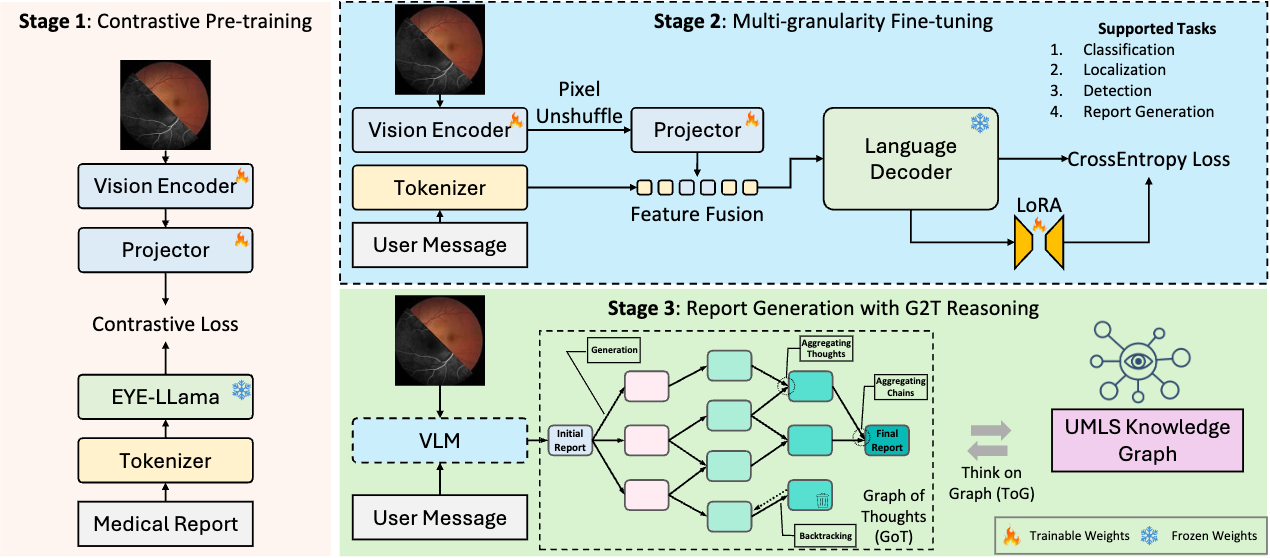 Stage 1: Contrastive Pre-training
Vision Encoder
Projector
Contrastive Loss
EYE-LLama
Tokenizer
Medical Report
Stage 2: Multi-granularity Fine-tuning
Supported Tasks
1. Classification
2. Localization
3. Detection
4. Report Generation
Vision Encoder
Pixel
Unshuffle
Projector
Tokenizer
User Message
Feature Fusion
Language
Decoder
CrossEntropy Loss
LoRA
Stage 3: Report Generation with G2T Reasoning
VLM
User Message
Initial
Report
Generation
Aggregating
Thoughts
Aggregating
Chains
Final
Report
Backtracking
Graph of
Thoughts
(GoT)
Think on
Graph (ToG)
UMLS Knowledge
Graph
Trainable Weights
Frozen Weights